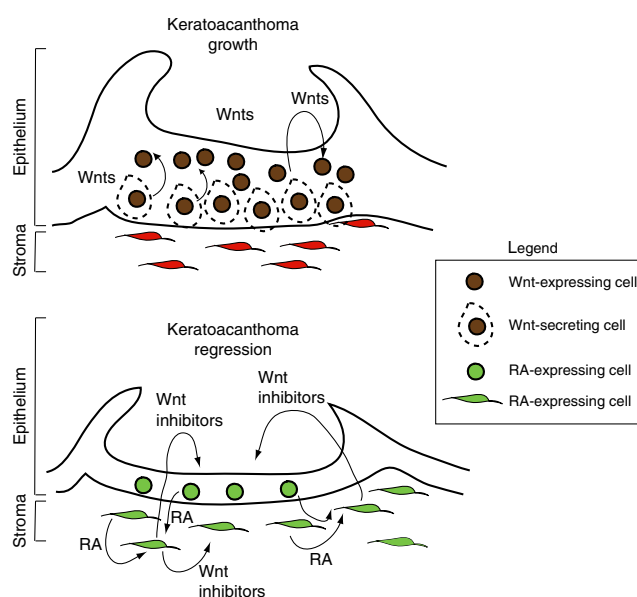 Keratoacanthoma
growth
Epithelium
Wnts
Wnts
Wnts
Stroma
Legend
Wnt-expressing cell
Wnt-secreting cell
RA-expressing cell
RA-expressing cell
Keratoacanthoma
regression
Epithelium
Wnt
inhibitors
Wnt
inhibitors
Stroma
RA
RA
RA
Wnt
inhibitors